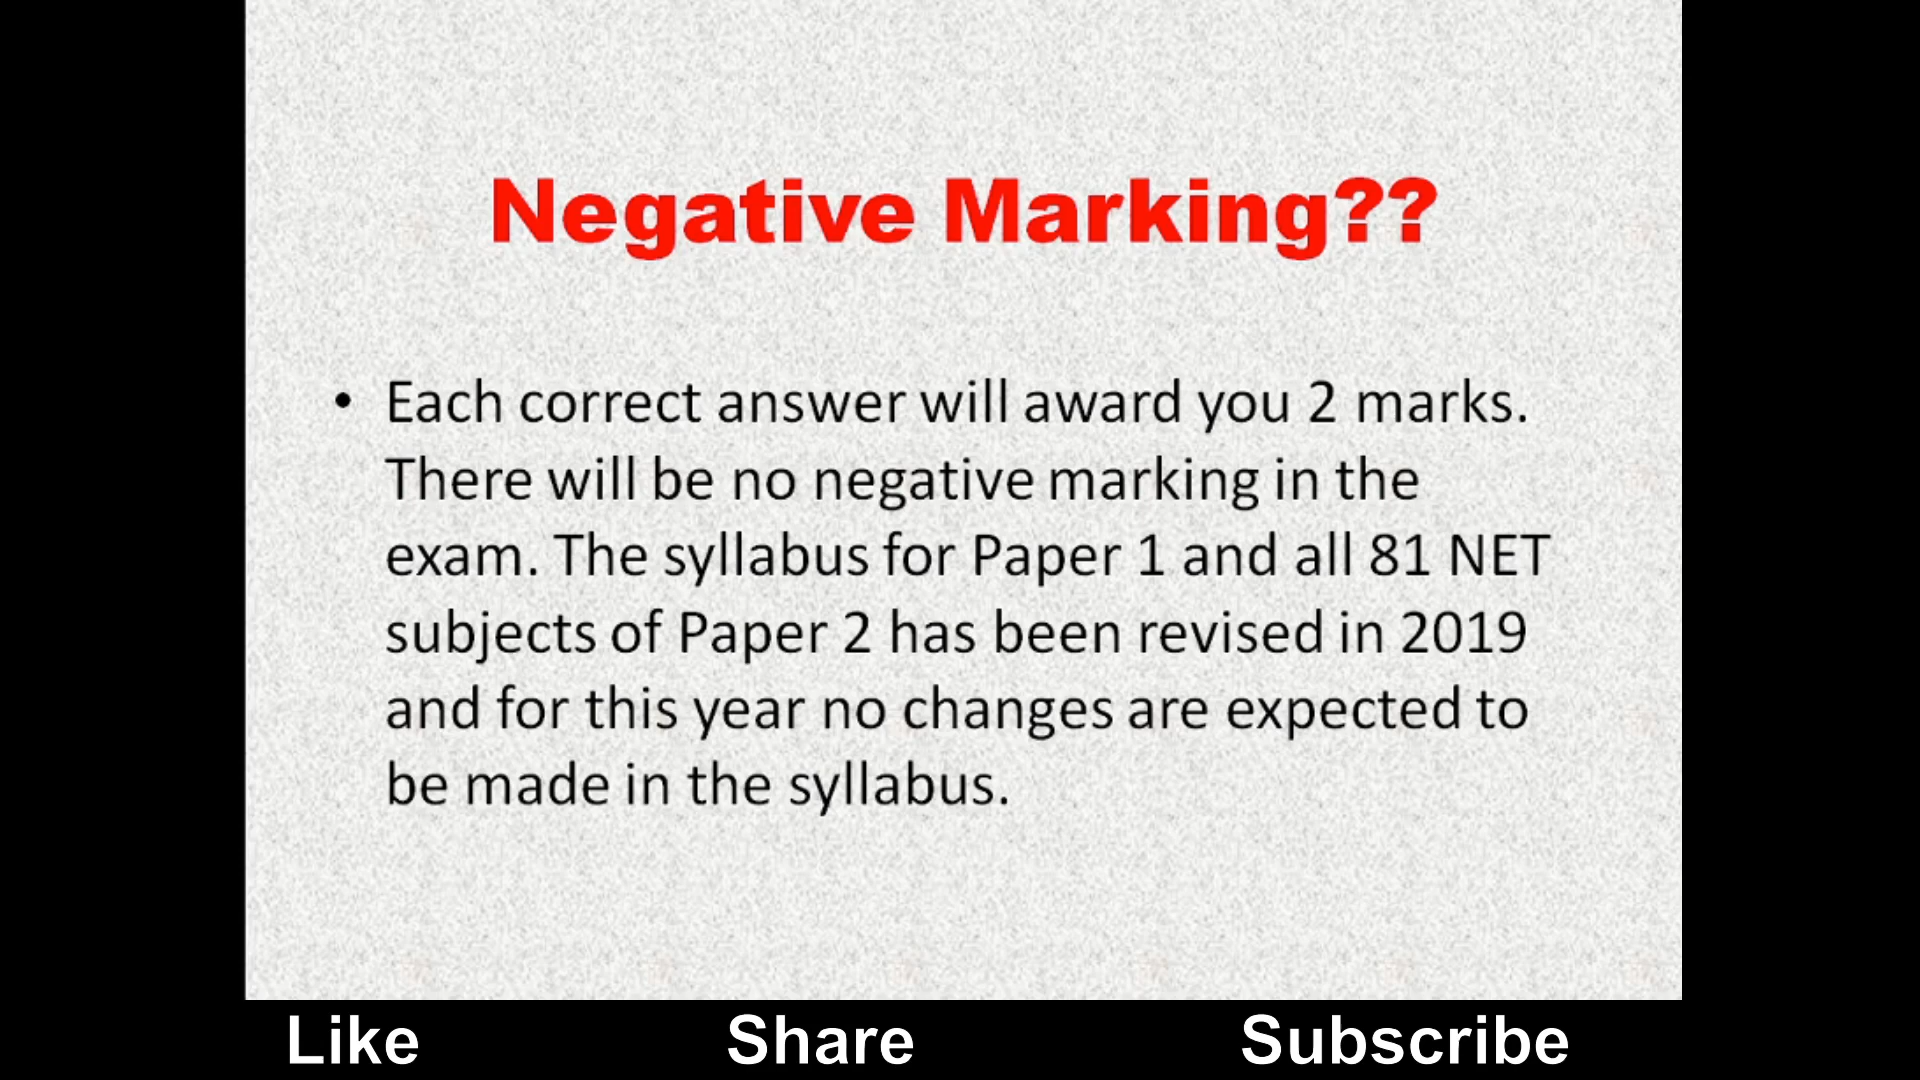 Negative Marking??
• Each correct answer will award you 2 marks.
There will be no negative marking in the
exam. The syllabus for Paper 1 and all 81 NET
subjects of Paper 2 has been revised in 2019
and for this year no changes are expected to
be made in the syllabus.
Like Share Subscribe